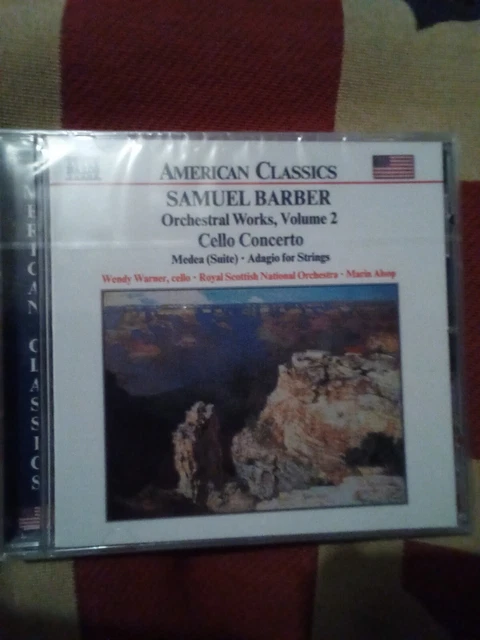 AMERICAN CLASSICS
SAMUEL BARBER
Orchestral Works, Volume 2
Cello Concerto
Medea (Suite) · Adagio for Strings
Wendy Warner, cello · Royal Scottish National Orchestra · Marin Alsop
AMERICAN CLASSICS